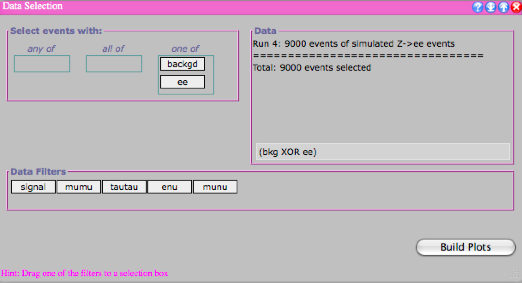 Data Selection
Select events with:
any of
all of
one of
backgd
ee
Data
Run 4: 9000 events of simulated Z->ee events
=================================
Total: 9000 events selected
(bkg XOR ee)
Data Filters
signal
mumu
tautau
enu
munu
Build Plots
Hint: Drag one of the filters to a selection box